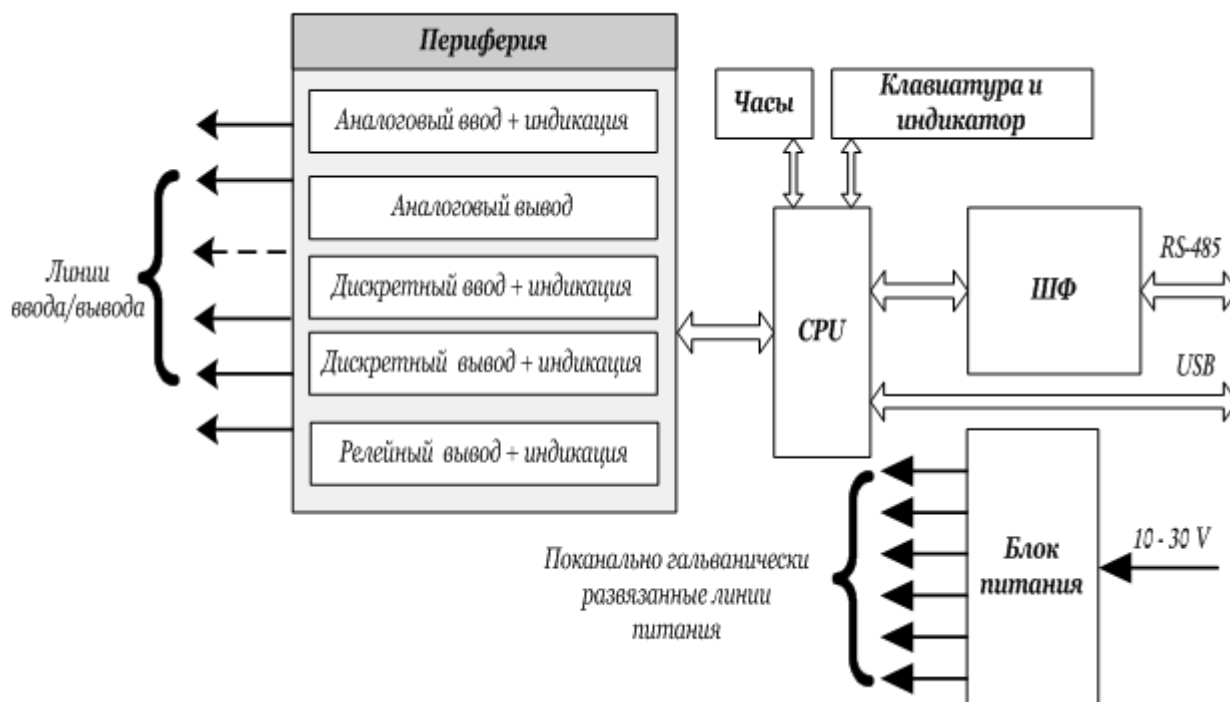 Периферия
Аналоговый ввод + индикация
Аналоговый вывод
Дискретный ввод + индикация
Дискретный вывод + индикация
Релейный вывод + индикация
Линии
ввода/вывода
Часы
Клавиатура и
индикатор
CPU
ШФ
RS-485
USB
Блок
питания
10 - 30 V
Поканально гальванически
развязанные линии
питания